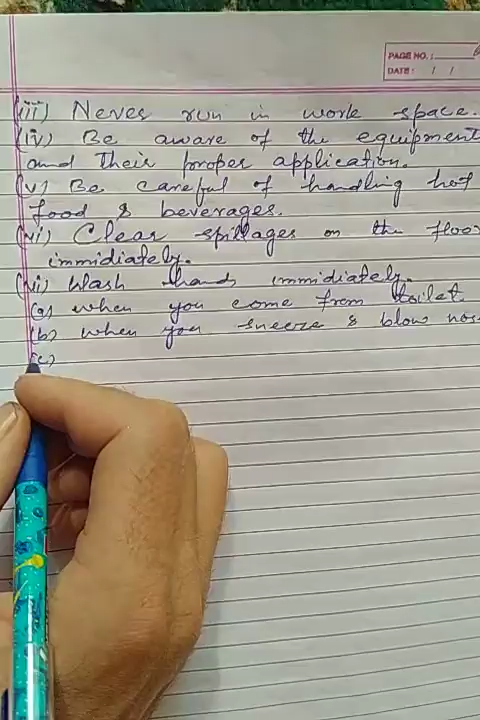 PAGE NO.:
DATE: / /
(iii) Never run in work space.
(iv) Be aware of the equipment
and their proper application.
(v) Be careful of handling hot
food & beverages.
(vi) Clear spillages on the floor
immidiately.
(vii) Wash hands immidiately.
(a) when you come from toilet
(b) when you sneeze & blow nos
(c)